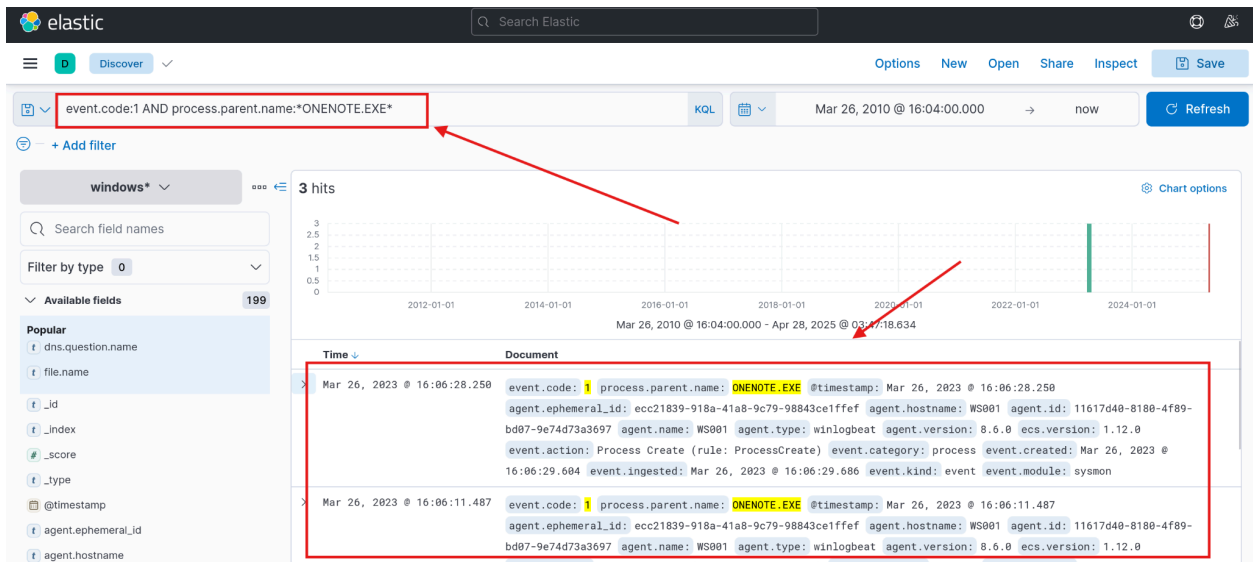 elastic
Search Elastic
D
Discover
Options New Open Share Inspect Save
event.code:1 AND process.parent.name:*ONENOTE.EXE*
KQL
Mar 26, 2010 @ 16:04:00.000 → now
Refresh
+ Add filter
windows*
3 hits
Chart options
Search field names
Filter by type 0
Available fields 199
Popular
t dns.question.name
t file.name
t _id
t _index
# _score
t _type
@timestamp
t agent.ephemeral_id
t agent.hostname
3
2.5
2
1.5
1
0.5
0
2012-01-01 2014-01-01 2016-01-01 2018-01-01 2020-01-01 2022-01-01 2024-01-01
Mar 26, 2010 @ 16:04:00.000 - Apr 28, 2025 @ 03:47:18.634
Time ↓ Document
Mar 26, 2023 @ 16:06:28.250 event.code: 1 process.parent.name: ONENOTE.EXE @timestamp: Mar 26, 2023 @ 16:06:28.250
agent.ephemeral_id: ecc21839-918a-41a8-9c79-98843ce1ffef agent.hostname: WS001 agent.id: 11617d40-8180-4f89-
bd07-9e74d73a3697 agent.name: WS001 agent.type: winlogbeat agent.version: 8.6.0 ecs.version: 1.12.0
event.action: Process Create (rule: ProcessCreate) event.category: process event.created: Mar 26, 2023 @
16:06:29.604 event.ingested: Mar 26, 2023 @ 16:06:29.686 event.kind: event event.module: sysmon
Mar 26, 2023 @ 16:06:11.487 event.code: 1 process.parent.name: ONENOTE.EXE @timestamp: Mar 26, 2023 @ 16:06:11.487
agent.ephemeral_id: ecc21839-918a-41a8-9c79-98843ce1ffef agent.hostname: WS001 agent.id: 11617d40-8180-4f89-
bd07-9e74d73a3697 agent.name: WS001 agent.type: winlogbeat agent.version: 8.6.0 ecs.version: 1.12.0